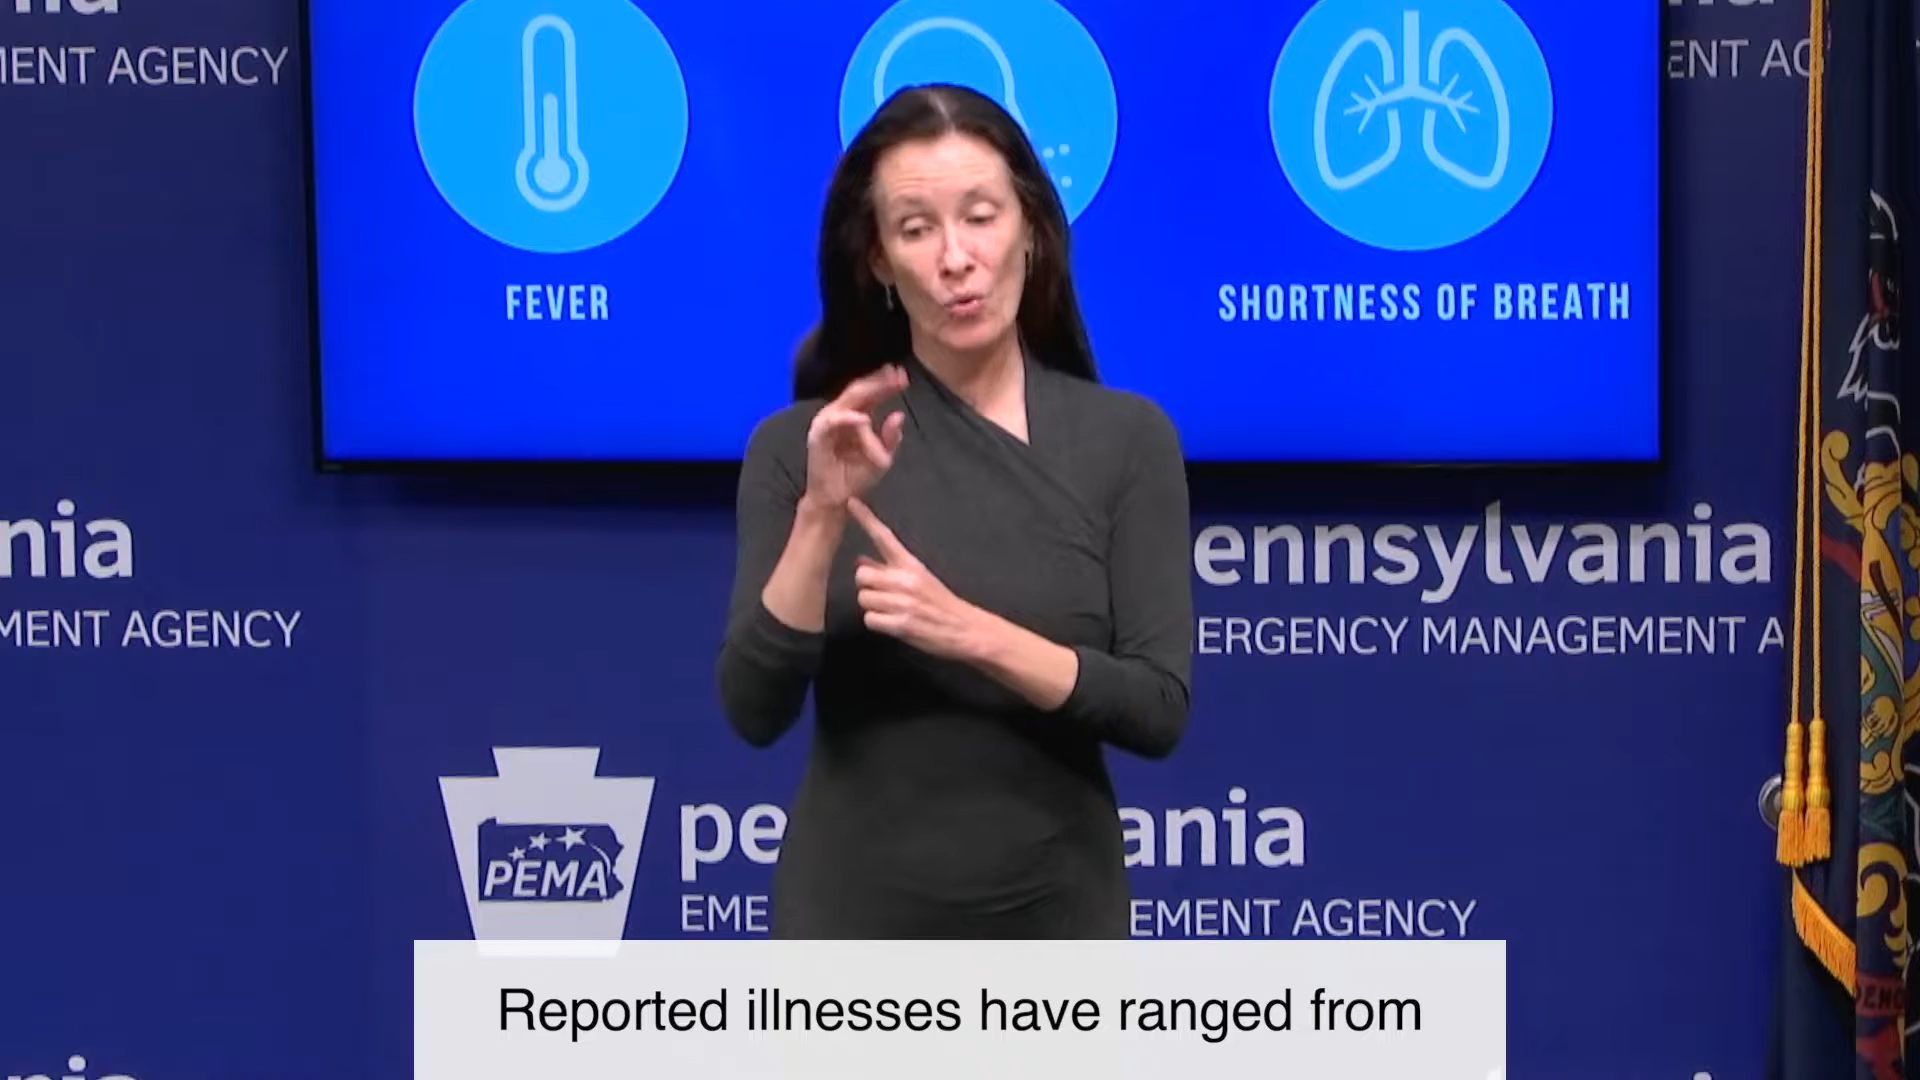 MENT AGENCY
ENT AG
FEVER
SHORTNESS OF BREATH
nia
MENT AGENCY
ennsylvania
ERGENCY MANAGEMENT A
PEMA
pe ania
EME EMENT AGENCY
Reported illnesses have ranged from